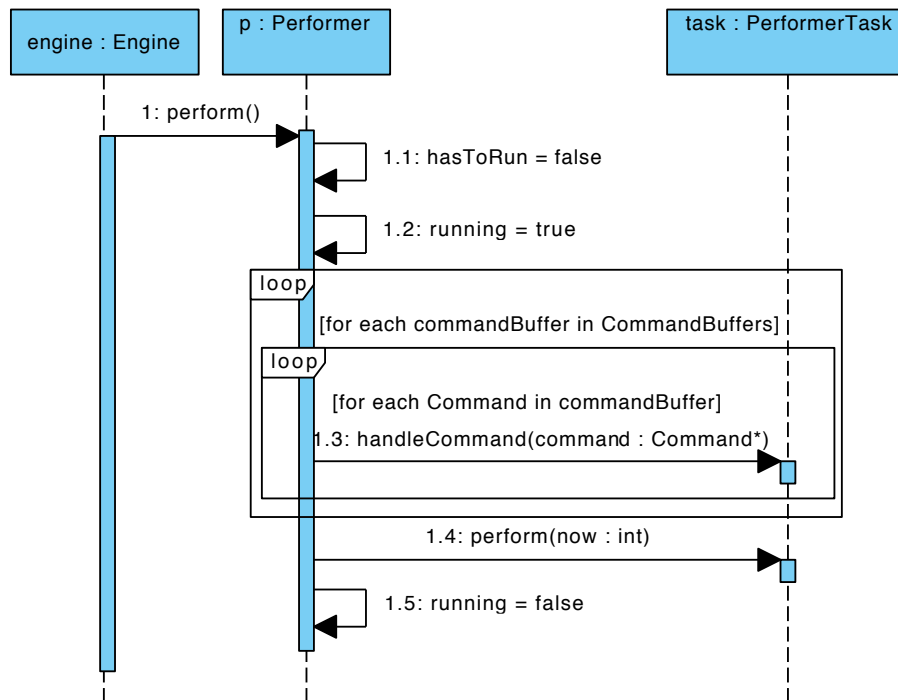 engine : Engine
p : Performer
task : PerformerTask
1: perform()
1.1: hasToRun = false
1.2: running = true
loop
[for each commandBuffer in CommandBuffers]
loop
[for each Command in commandBuffer]
1.3: handleCommand(command : Command*)
1.4: perform(now : int)
1.5: running = false